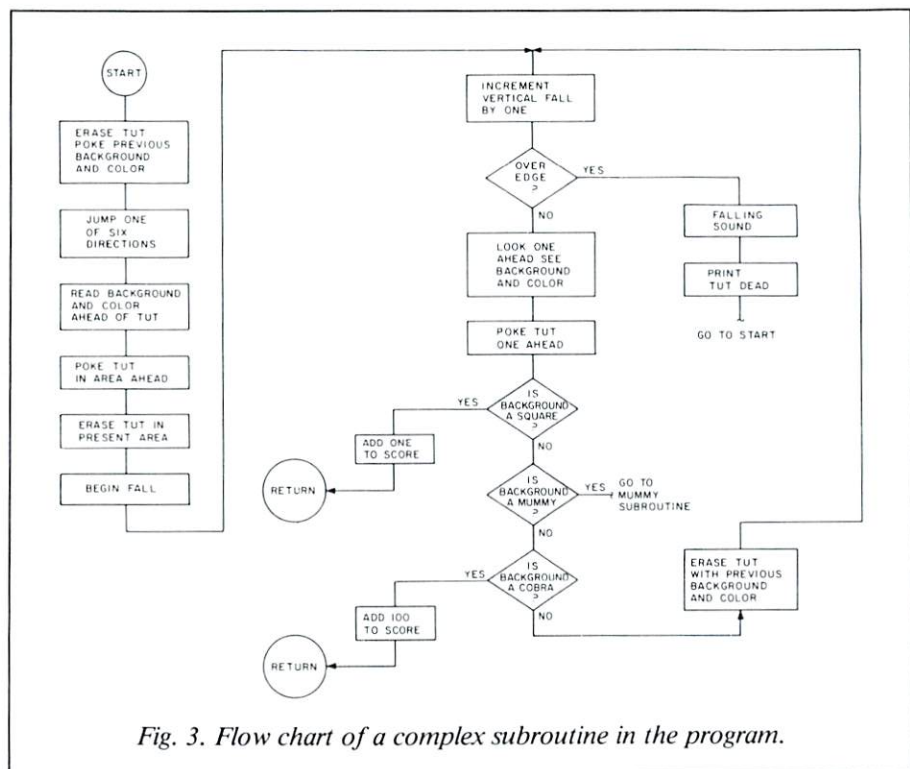 START
ERASE TUT
POKE PREVIOUS
BACKGROUND
AND COLOR
JUMP ONE
OF SIX
DIRECTIONS
READ BACKGROUND
AND COLOR
AHEAD OF TUT
POKE TUT
IN AREA AHEAD
ERASE TUT IN
PRESENT AREA
BEGIN FALL
INCREMENT
VERTICAL FALL
BY ONE
OVER
EDGE
?
YES
NO
FALLING
SOUND
PRINT
TUT DEAD
GO TO START
LOOK ONE
AHEAD SEE
BACKGROUND
AND COLOR
POKE TUT
ONE AHEAD
IS
BACKGROUND
A SQUARE
?
YES
NO
ADD ONE
TO SCORE
RETURN
IS
BACKGROUND
A MUMMY
?
YES
GO TO
MUMMY
SUBROUTINE
NO
IS
BACKGROUND
A COBRA
?
YES
NO
ADD 100
TO SCORE
RETURN
ERASE TUT
WITH PREVIOUS
BACKGROUND
AND COLOR
Fig. 3. Flow chart of a complex subroutine in the program.